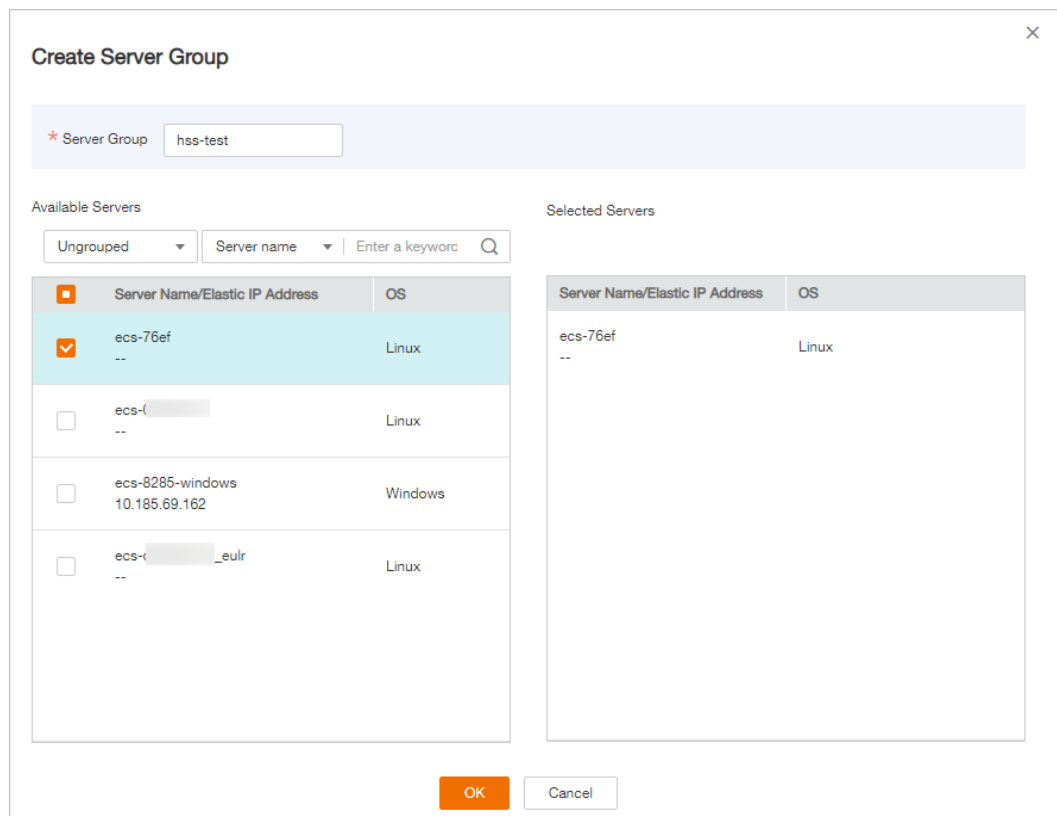 Create Server Group
* Server Group hss-test
Available Servers
Ungrouped Server name Enter a keyword
Server Name/Elastic IP Address OS
ecs-76ef
--
Linux
--
Linux
ecs-8285-windows
10.185.69.162
Windows
_eulr
--
Linux
Selected Servers
Server Name/Elastic IP Address OS
ecs-76ef
--
Linux
OK Cancel